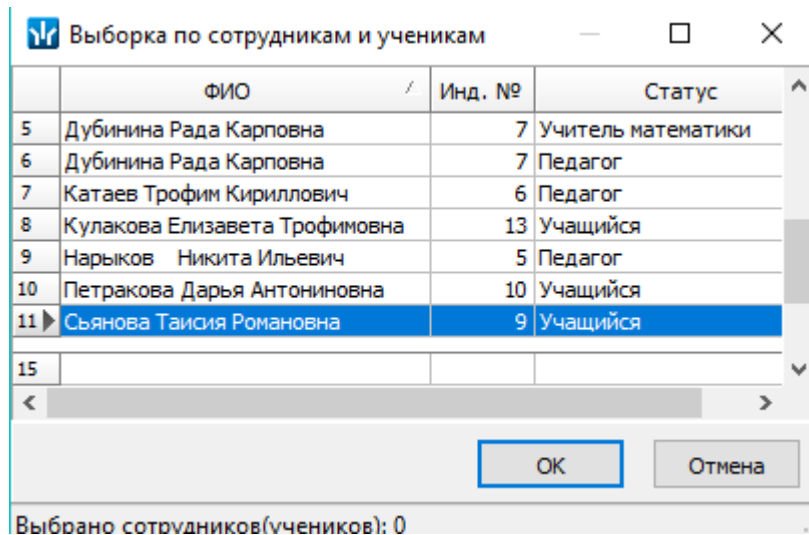 Выборка по сотрудникам и ученикам
ФИО Инд. № Статус
5 Дубинина Рада Карповна 7 Учитель математики
6 Дубинина Рада Карповна 7 Педагог
7 Катаев Трофим Кириллович 6 Педагог
8 Кулакова Елизавета Трофимовна 13 Учащийся
9 Нарыков Никита Ильевич 5 Педагог
10 Петракова Дарья Антониновна 10 Учащийся
11 Сьянова Таисия Романовна 9 Учащийся
15
ОК Отмена
Выбрано сотрудников(учеников): 0